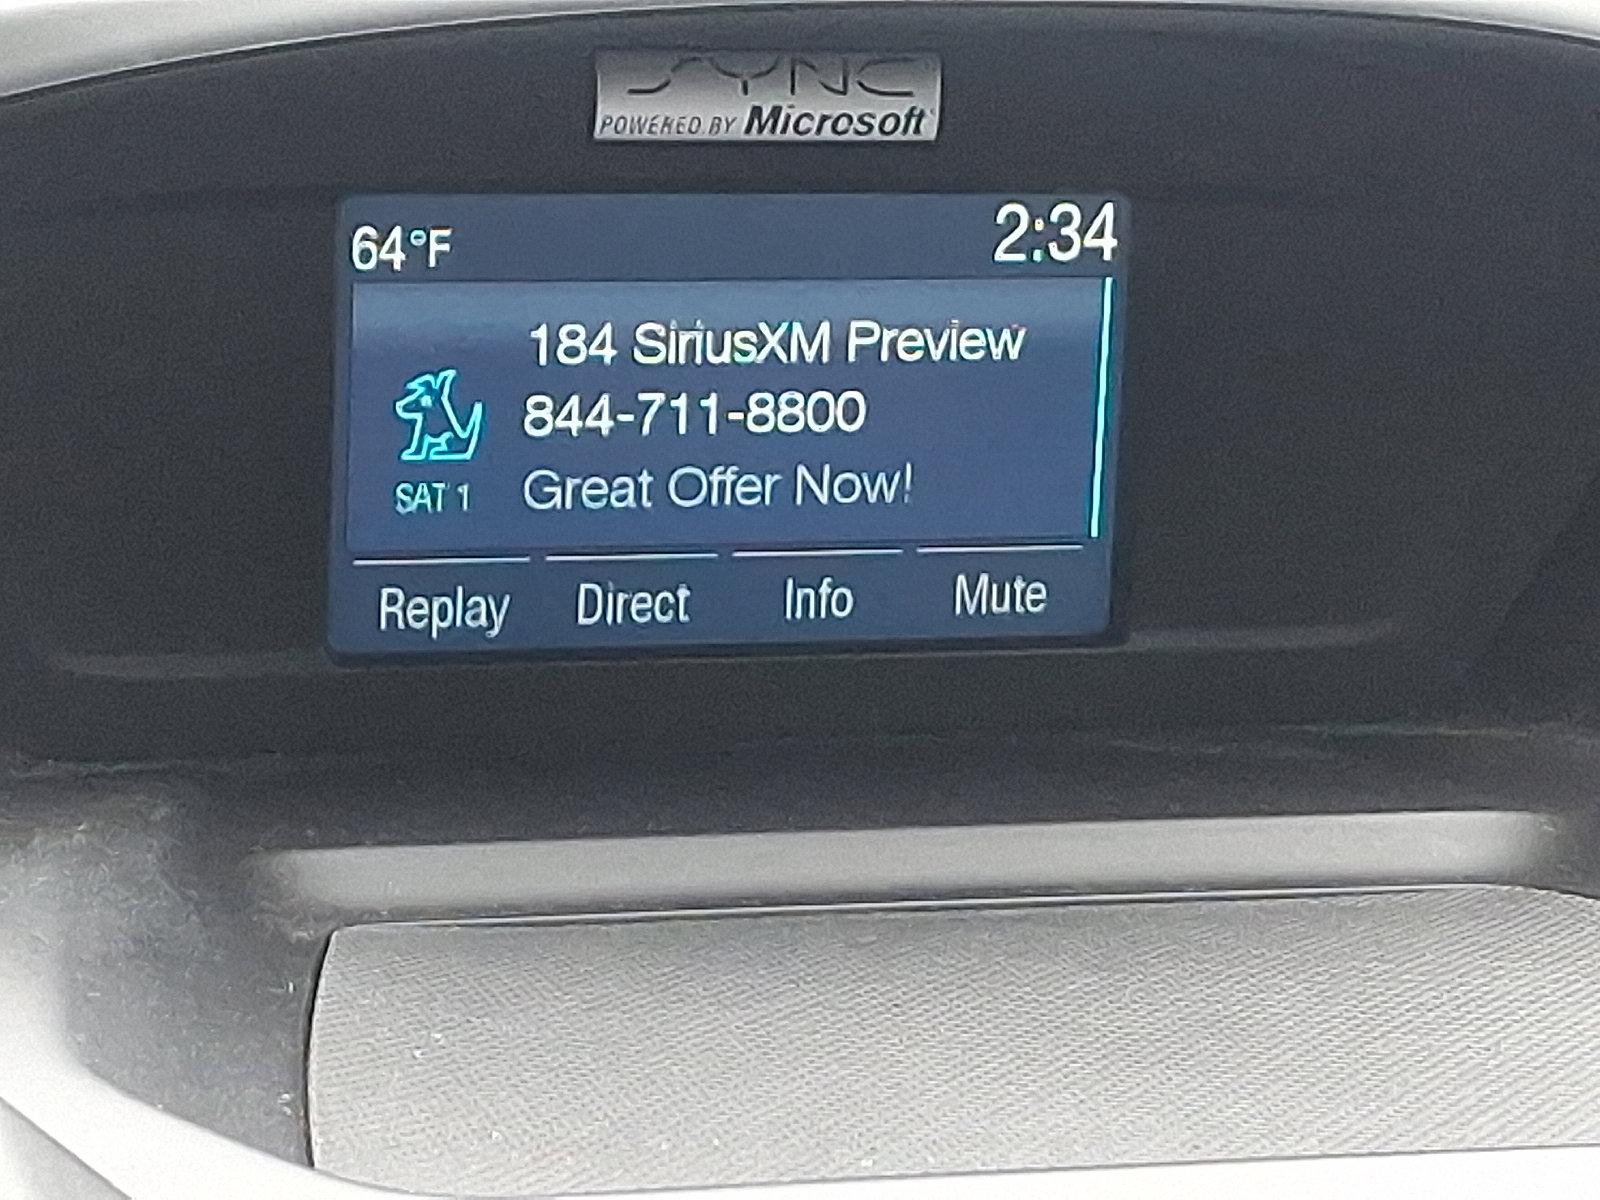 SYNC
POWERED BY Microsoft
64°F 2:34
184 SiriusXM Preview
844-711-8800
SAT 1 Great Offer Now!
Replay Direct Info Mute